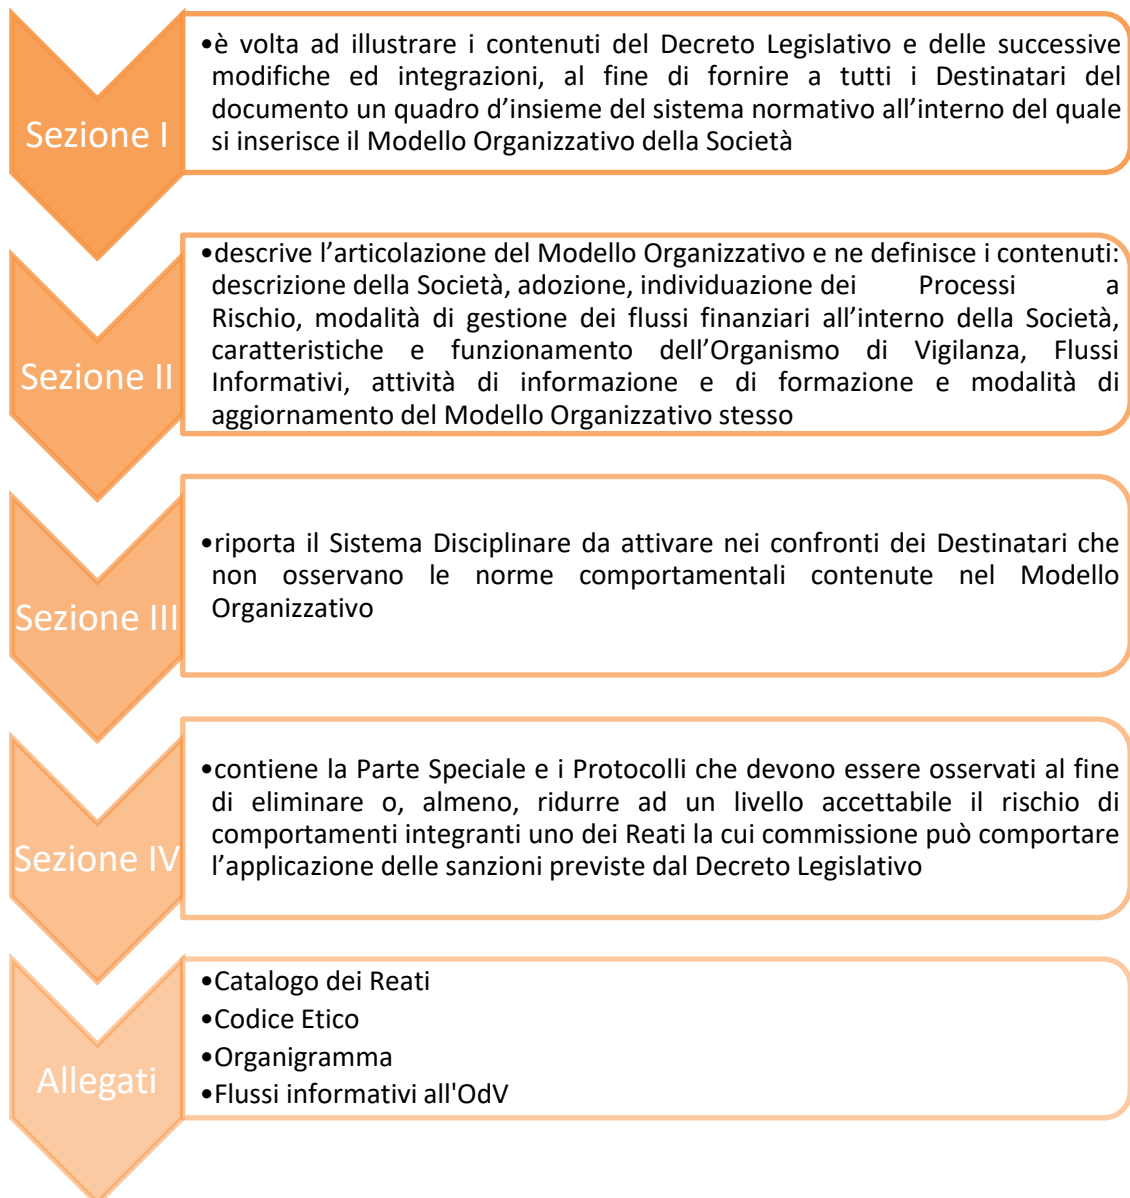 Sezione I
•è volta ad illustrare i contenuti del Decreto Legislativo e delle successive
modifiche ed integrazioni, al fine di fornire a tutti i Destinatari del
documento un quadro d’insieme del sistema normativo all’interno del quale
si inserisce il Modello Organizzativo della Società
Sezione II
•descrive l’articolazione del Modello Organizzativo e ne definisce i contenuti:
descrizione della Società, adozione, individuazione dei Processi a
Rischio, modalità di gestione dei flussi finanziari all’interno della Società,
caratteristiche e funzionamento dell’Organismo di Vigilanza, Flussi
Informativi, attività di informazione e di formazione e modalità di
aggiornamento del Modello Organizzativo stesso
Sezione III
•riporta il Sistema Disciplinare da attivare nei confronti dei Destinatari che
non osservano le norme comportamentali contenute nel Modello
Organizzativo
Sezione IV
•contiene la Parte Speciale e i Protocolli che devono essere osservati al fine
di eliminare o, almeno, ridurre ad un livello accettabile il rischio di
comportamenti integranti uno dei Reati la cui commissione può comportare
l’applicazione delle sanzioni previste dal Decreto Legislativo
Allegati
•Catalogo dei Reati
•Codice Etico
•Organigramma
•Flussi informativi all'OdV